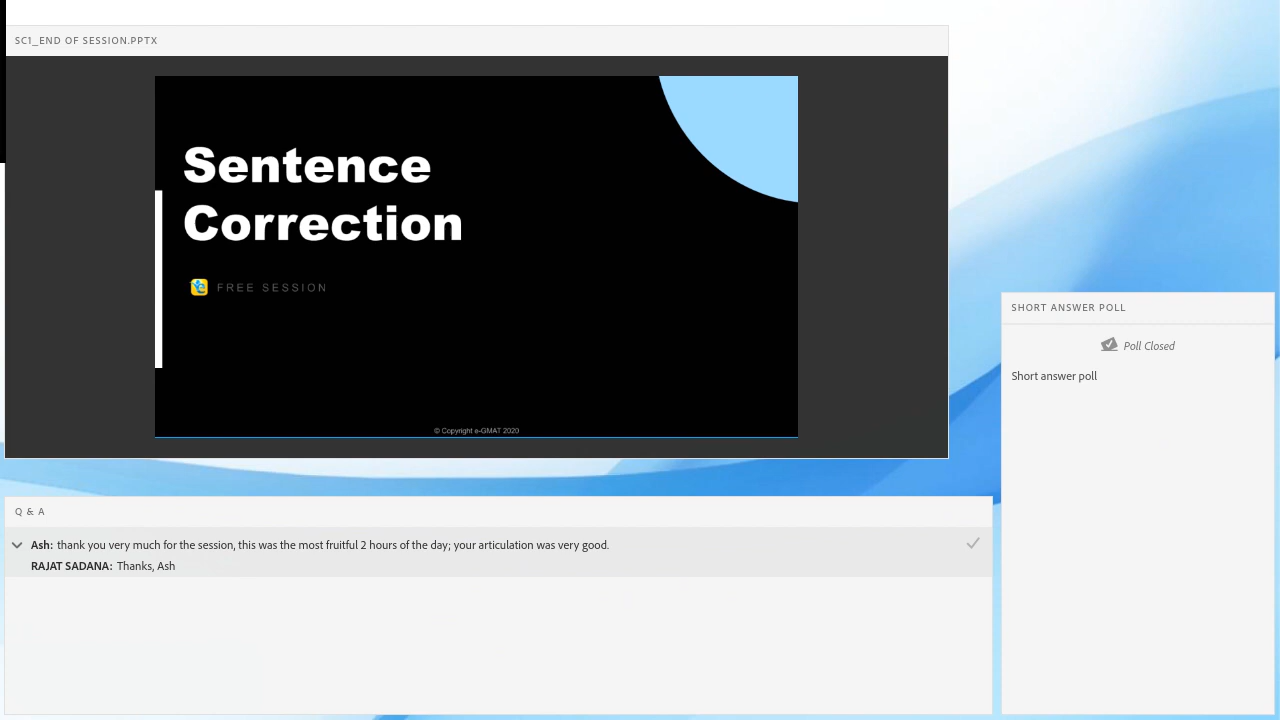 SC1_END OF SESSION.PPTX
Sentence
Correction
FREE SESSION
© Copyright e-GMAT 2020
SHORT ANSWER POLL
Poll Closed
Short answer poll
Q & A
Ash: thank you very much for the session, this was the most fruitful 2 hours of the day; your articulation was very good.
RAJAT SADANA: Thanks, Ash